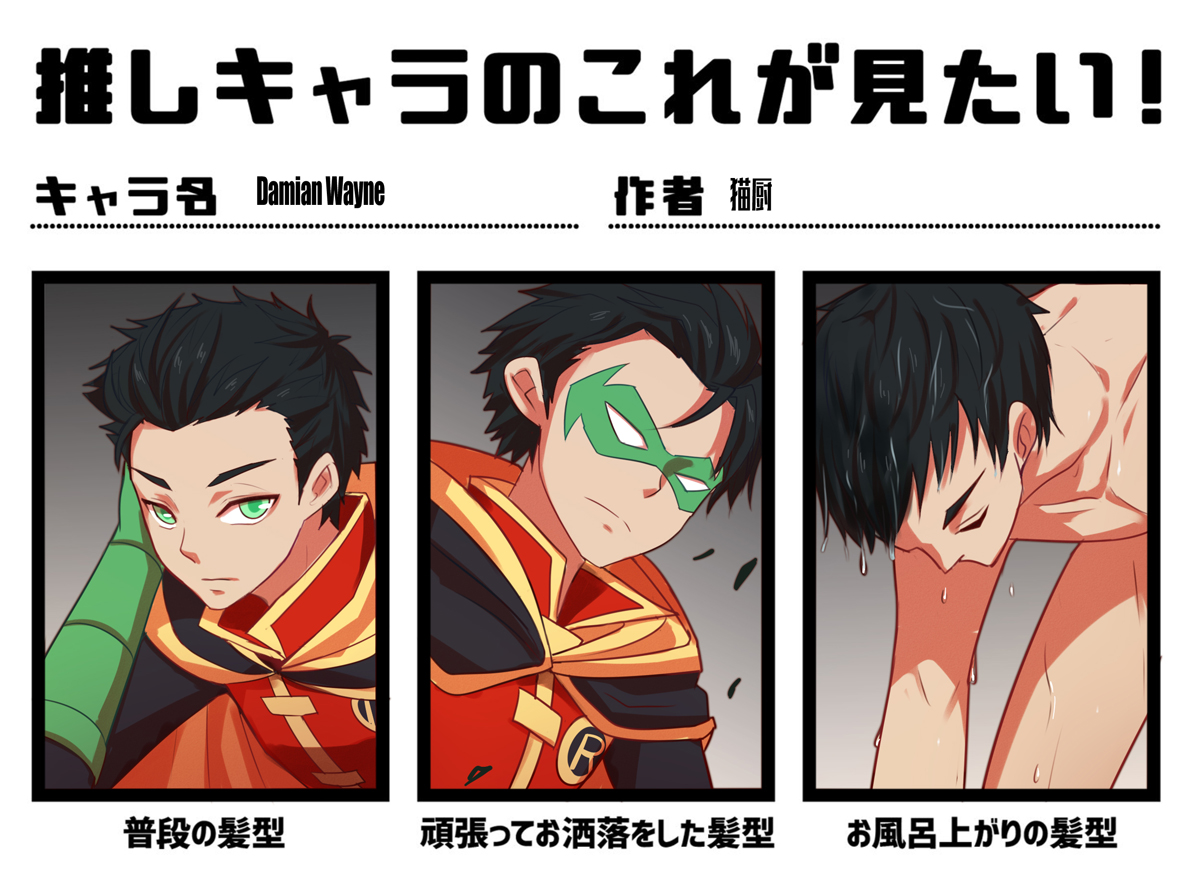 推しキャラのこれが見たい!
キャラ名 Damian Wayne
作者 猫厨
R
普段の髪型
頑張ってお洒落をした髪型
お風呂上がりの髪型